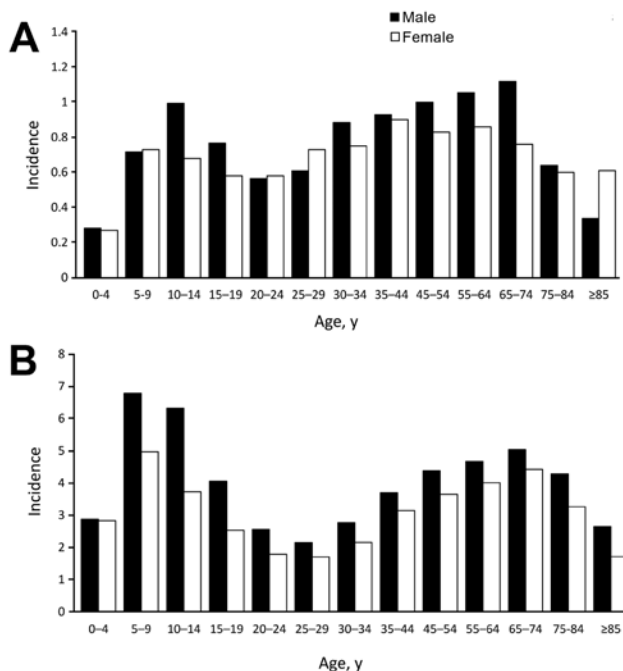 A
Male
Female
1.4
1.2
1
0.8
0.6
0.4
0.2
0
Incidence
0-4 5-9 10–14 15–19 20–24 25–29 30–34 35–44 45–54 55–64 65–74 75–84 ≥85
Age, y
B
8
7
6
5
4
3
2
1
0
Incidence
0–4 5–9 10–14 15–19 20–24 25–29 30–34 35–44 45–54 55–64 65–74 75-84 ≥85
Age, y